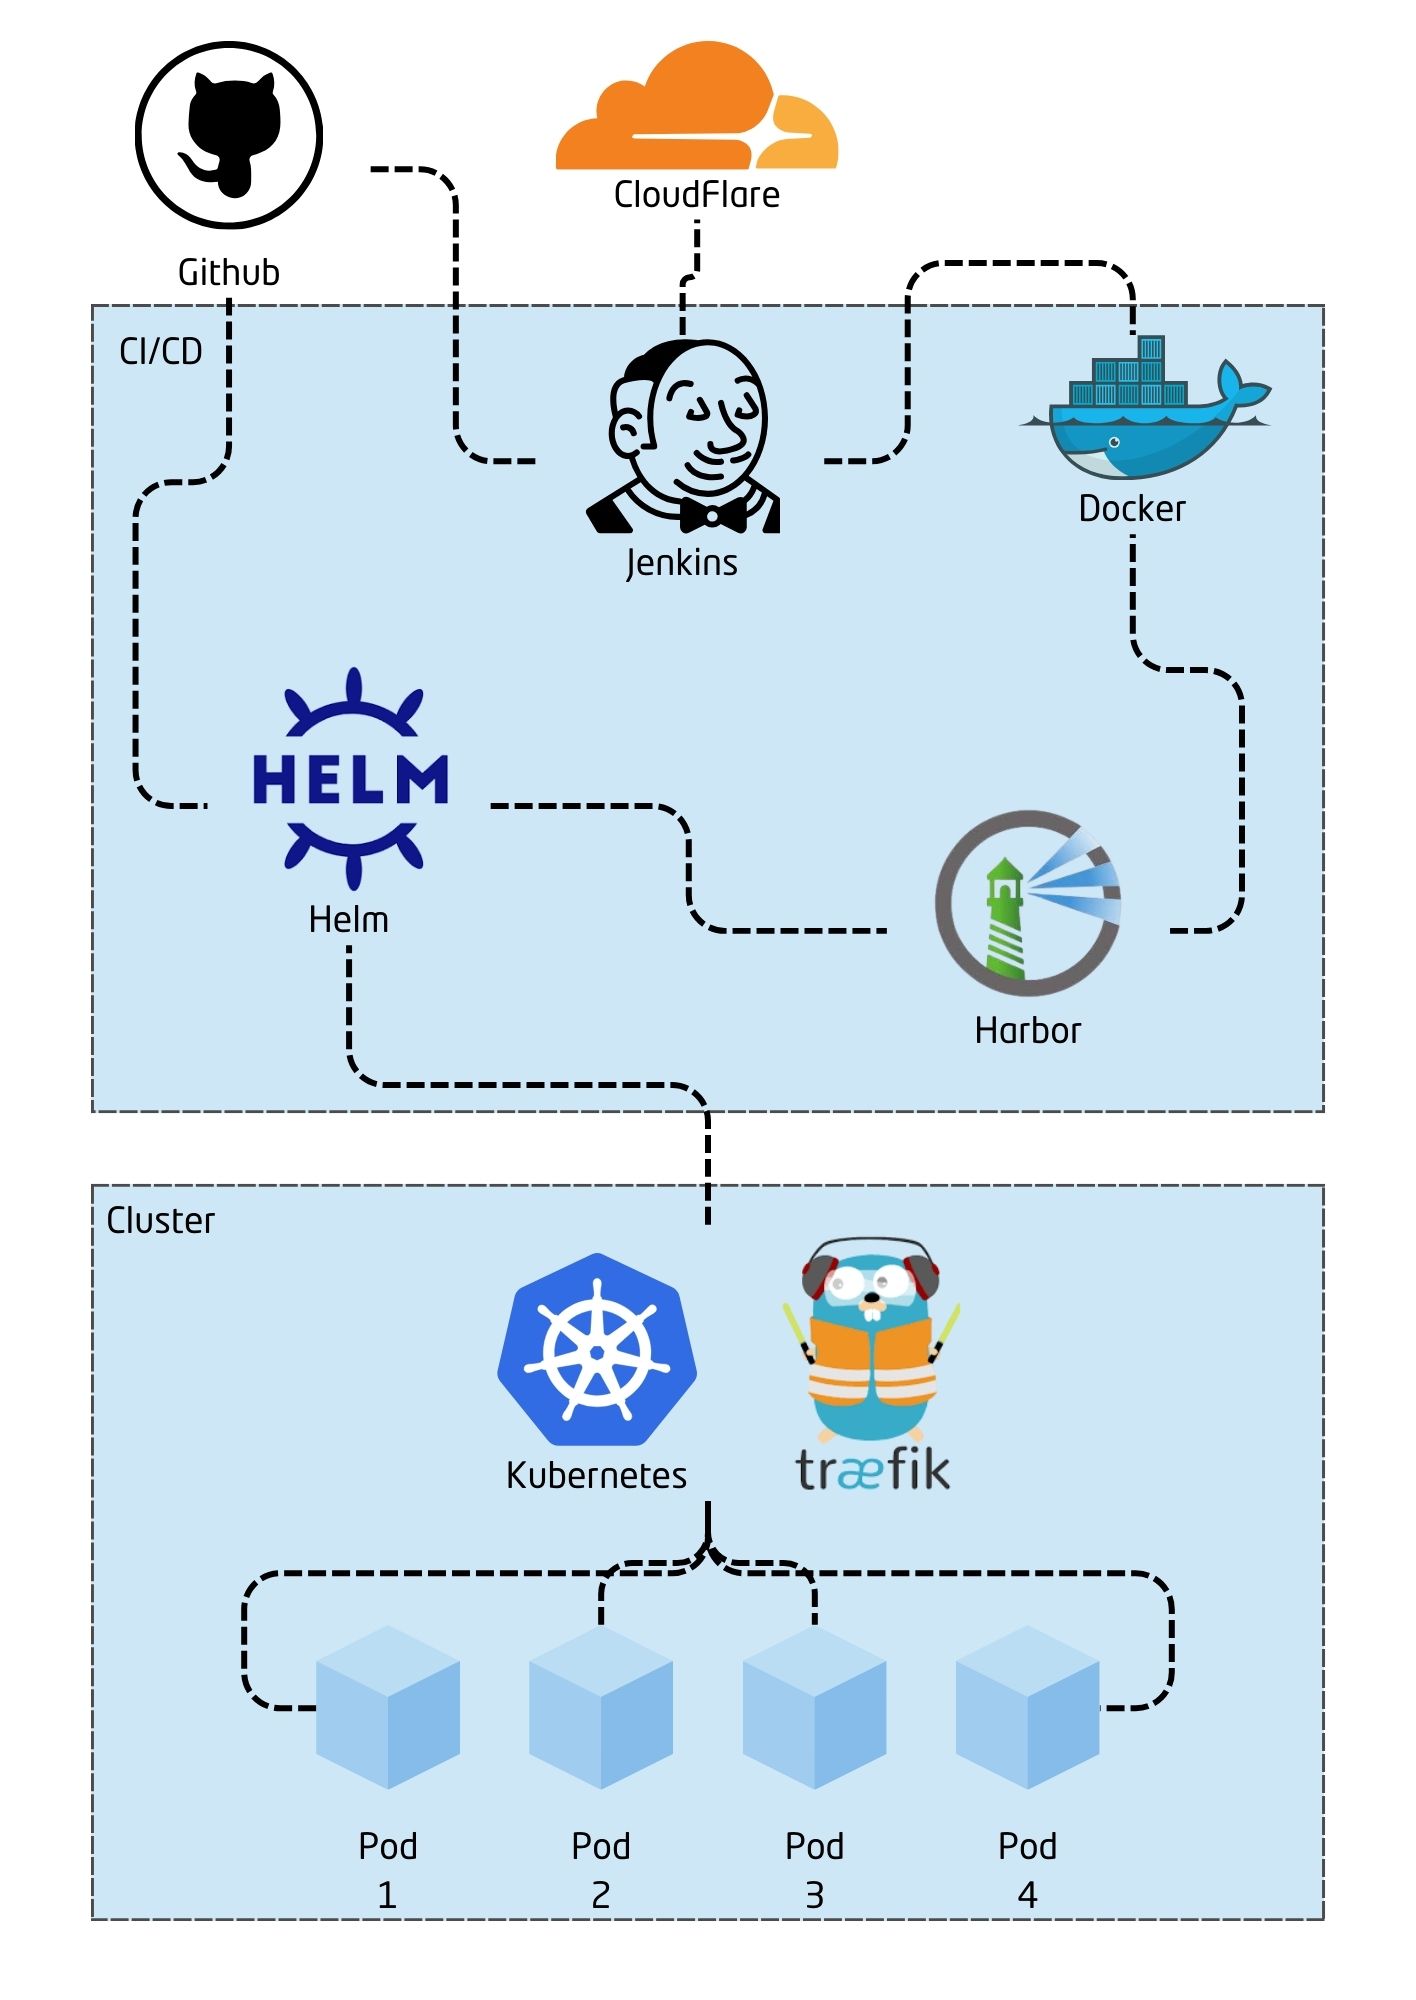 CloudFlare
Github
CI/CD
Docker
Jenkins
HELM
Helm
Harbor
Cluster
Kubernetes
træfik
Pod
1
Pod
2
Pod
3
Pod
4